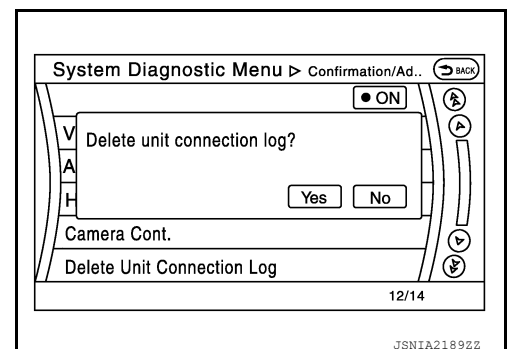 System Diagnostic Menu ▷ Confirmation/Ad.. BACK
● ON
V
Delete unit connection log?
A
H
Yes No
Camera Cont.
Delete Unit Connection Log
12/14
JSNIA2189ZZ